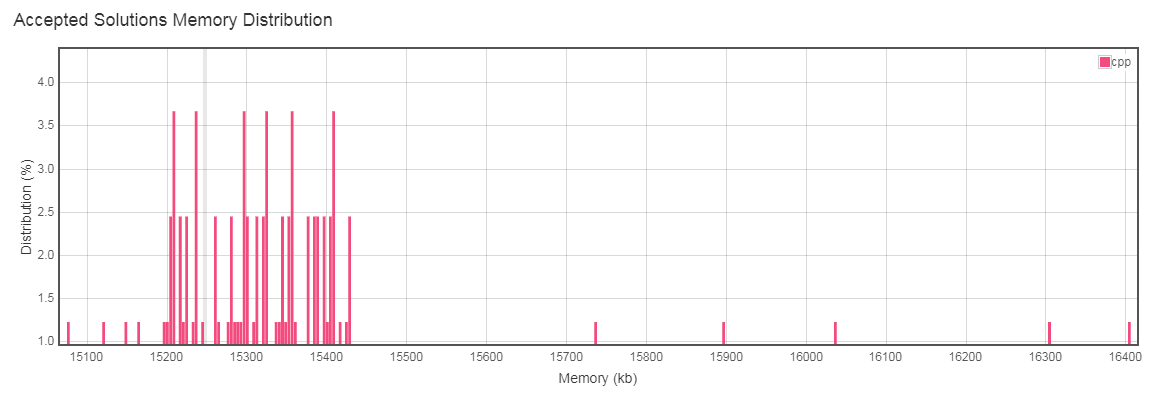 Accepted Solutions Memory Distribution
cpp
4.0
3.5
3.0
2.5
2.0
1.5
1.0
Distribution (%)
15100 15200 15300 15400 15500 15600 15700 15800 15900 16000 16100 16200 16300 16400
Memory (kb)